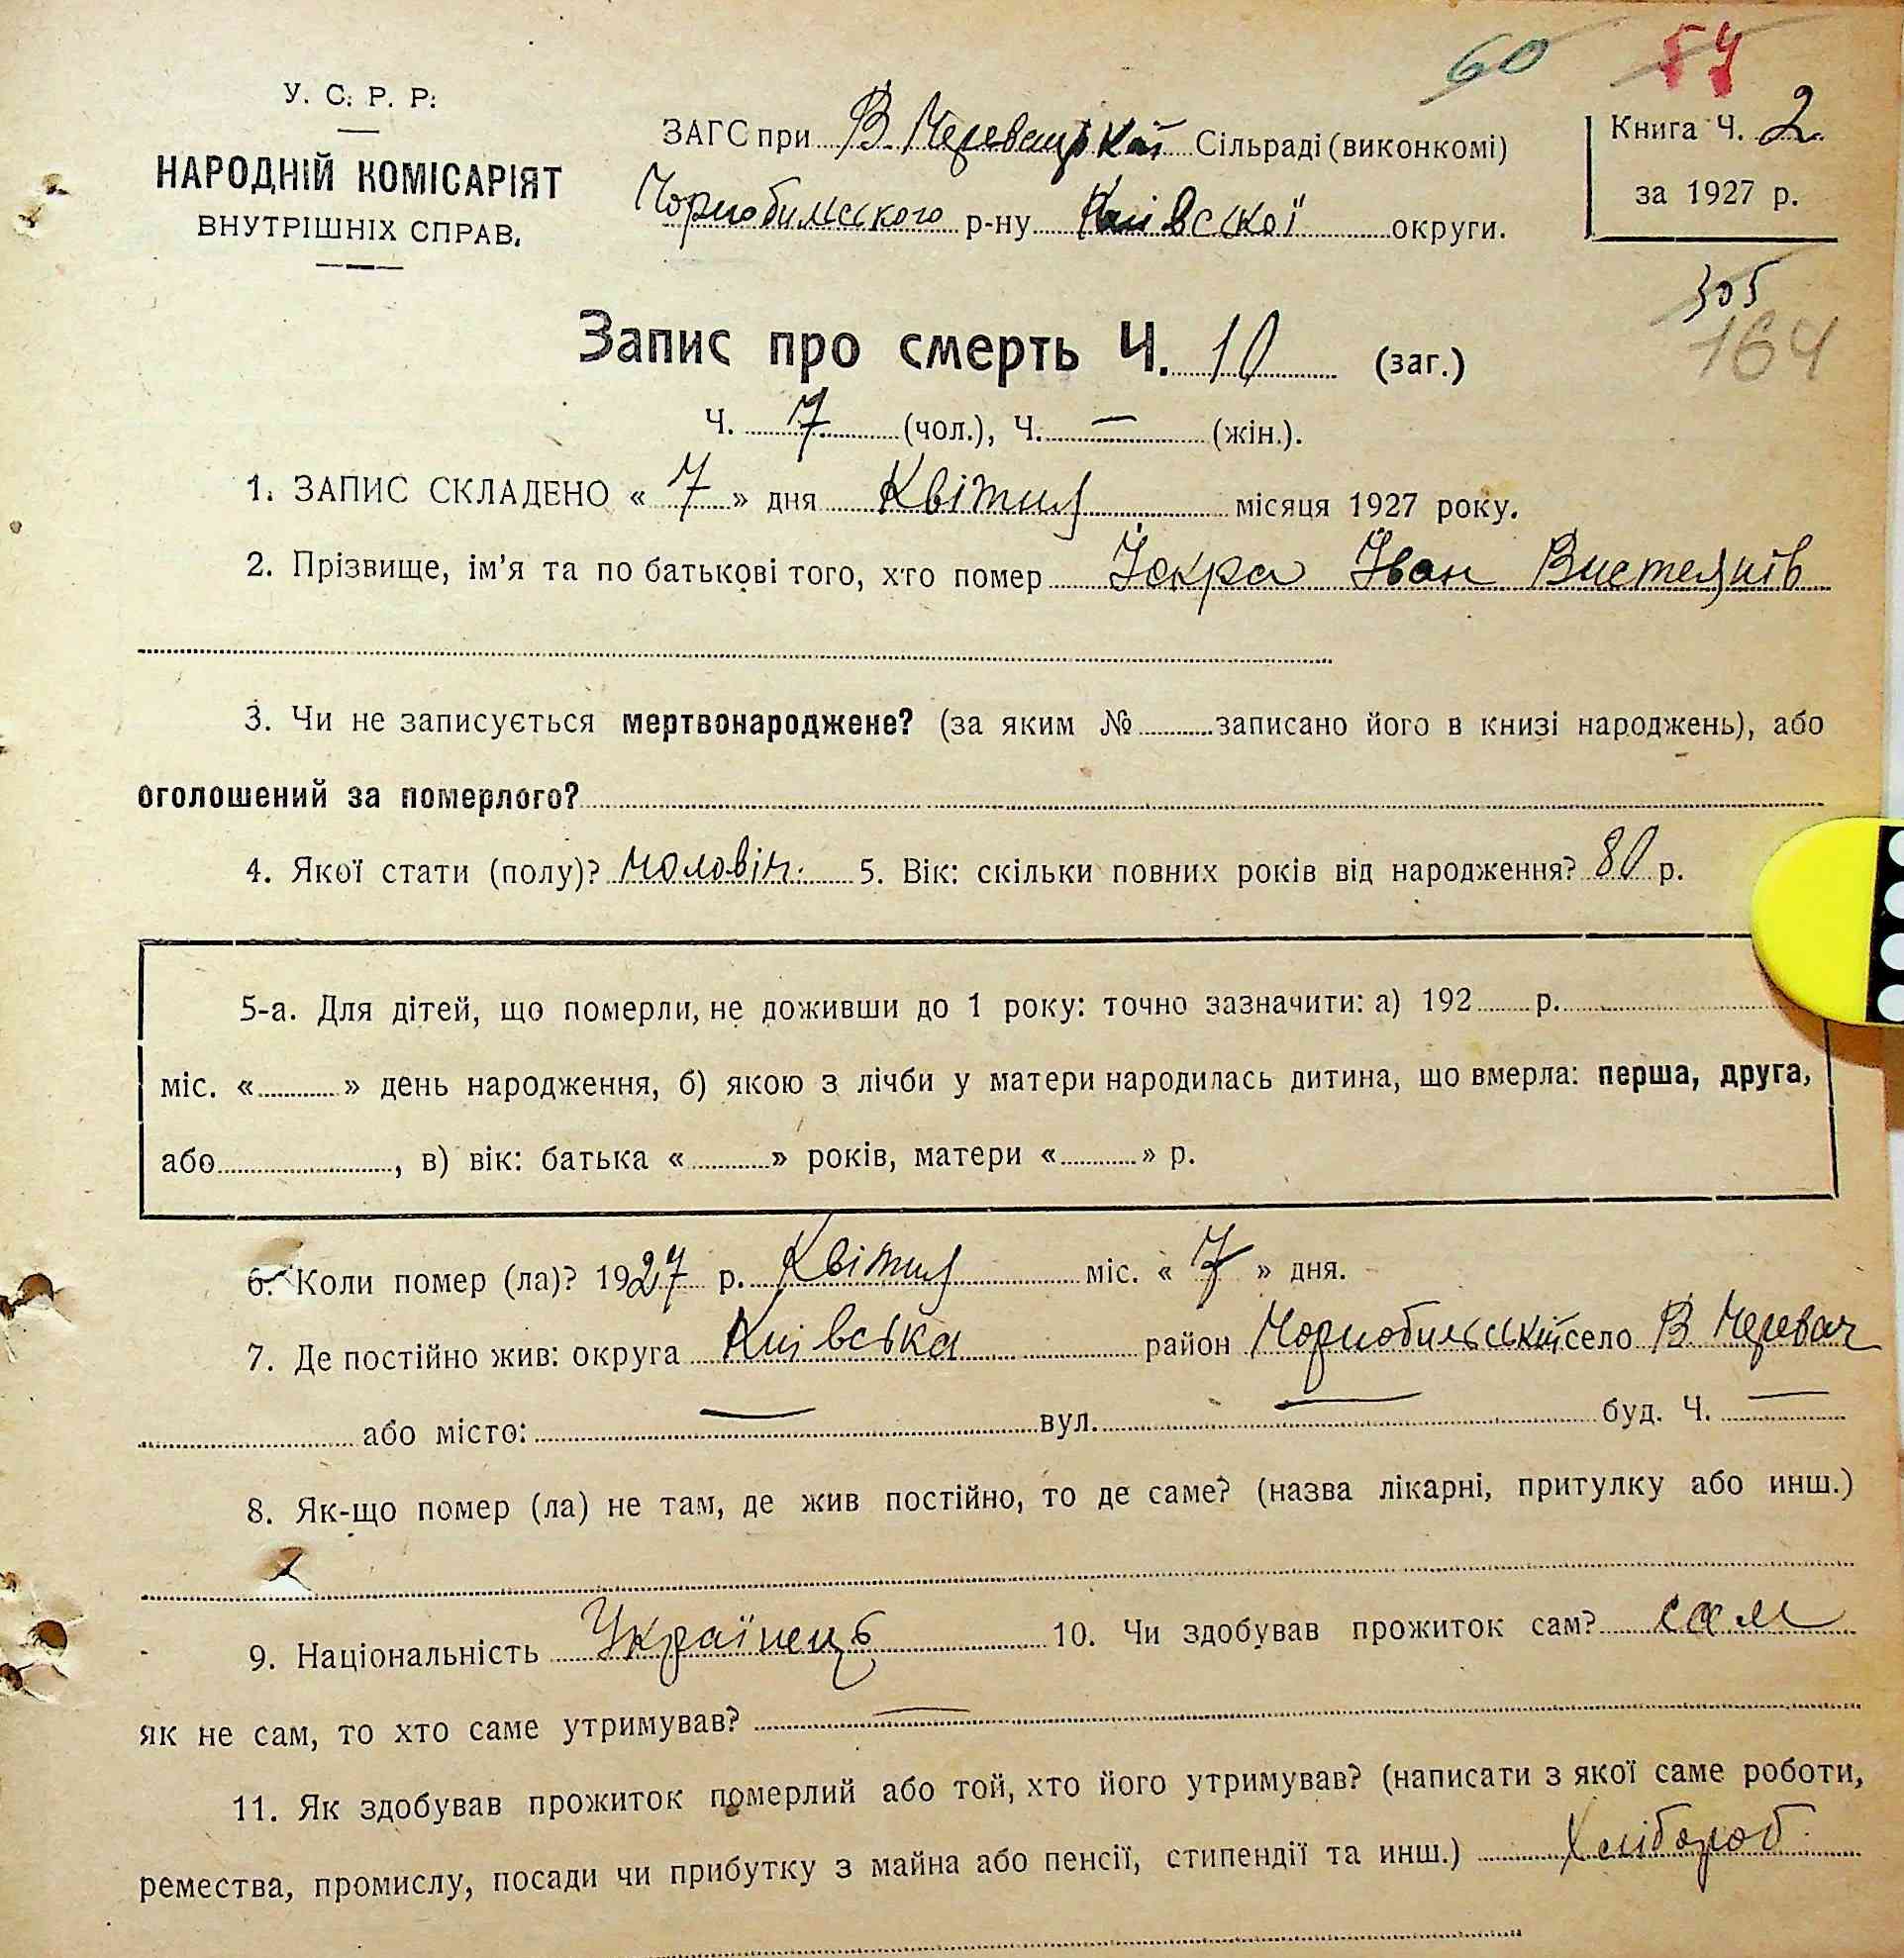 60 54
У. С. Р. Р.
НАРОДНІЙ КОМІСАРІЯТ
ВНУТРІШНІХ СПРАВ.
ЗАГС при В. Черевацькій Сільраді (виконкомі)
Чорнобильського р-ну Київської округи.
Книга Ч. 2.
за 1927 р.
305
164
Запис про смерть Ч. 10 (заг.)
Ч. 7 (чол.), Ч. — (жін.).
1. ЗАПИС СКЛАДЕНО « 7 » дня Квітня місяця 1927 року.
2. Прізвище, ім'я та по батькові того, хто помер Іскра Іван
3. Чи не записується мертвонароджене? (за яким № записано його в книзі народжень), або
оголошений за померлого?
4. Якої стати (полу)? чоловіч. 5. Вік: скільки повних років від народження? 80 р.
5-а. Для дітей, що померли, не доживши до 1 року: точно зазначити: а) 192 р.
міс. « » день народження, б) якою з лічби у матери народилась дитина, що вмерла: перша, друга,
або , в) вік: батька « » років, матери « » р.
6. Коли помер (ла)? 1927 р. Квітня міс. « 7 » дня.
7. Де постійно жив: округа Київська район Чорнобильський село В. Черевач
або місто: — вул. — буд. Ч. —
8. Як-що помер (ла) не там, де жив постійно, то де саме? (назва лікарні, притулку або инш.)
9. Національність Українець 10. Чи здобував прожиток сам? сам
як не сам, то хто саме утримував? —
11. Як здобував прожиток померлий або той, хто його утримував? (написати з якої саме роботи,
ремества, промислу, посади чи прибутку з майна або пенсії, стипендії та инш.) Хлібороб.